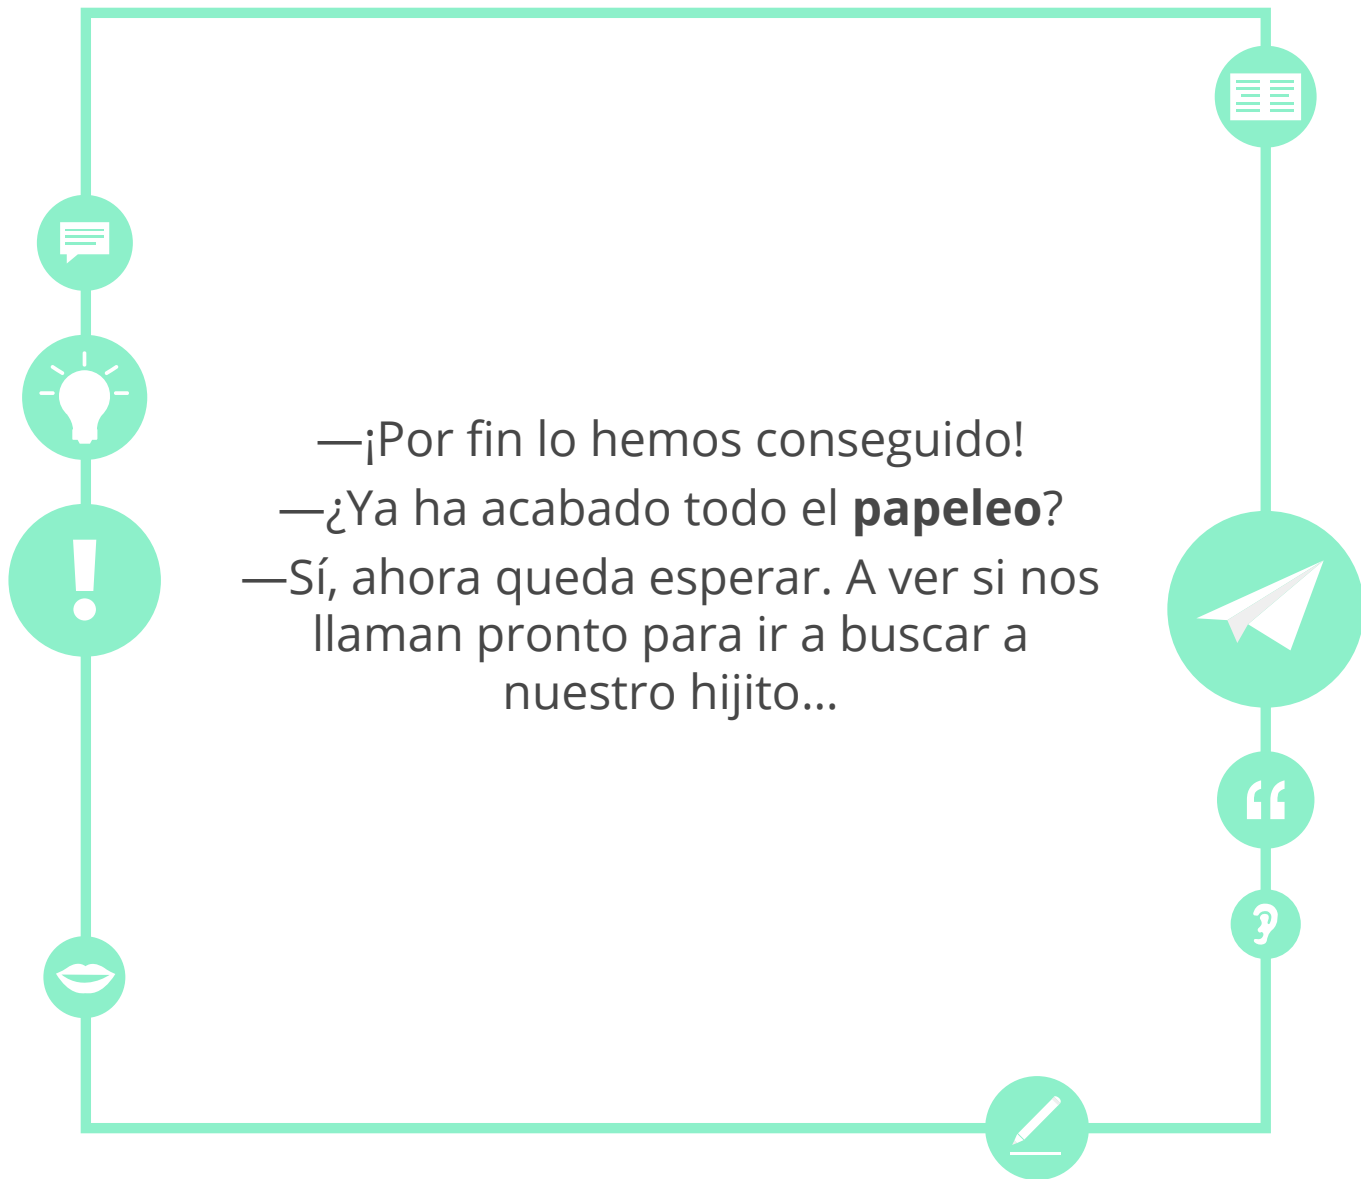 —¡Por fin lo hemos conseguido!
—¿Ya ha acabado todo el papeleo?
—Sí, ahora queda esperar. A ver si nos
llaman pronto para ir a buscar a
nuestro hijito...